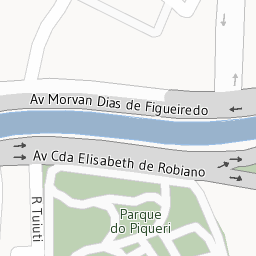 Av Morvan Dias de Figueiredo
Av Cda Elisabeth de Robiano
R Tuiuti
Parque
do Piqueri